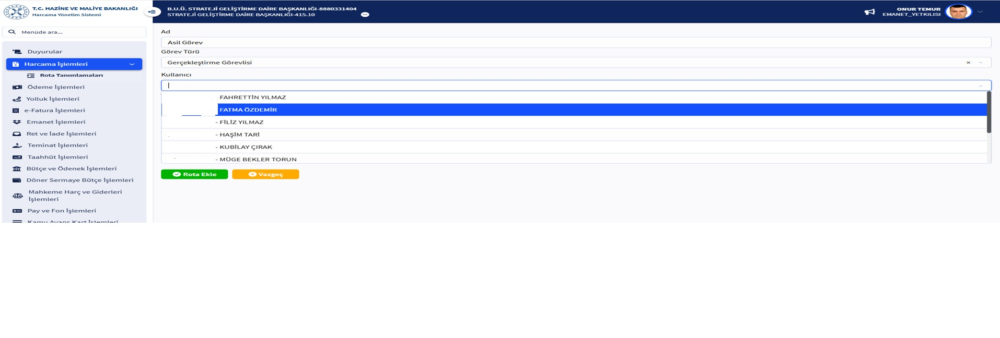 T.C. HAZİNE VE MALİYE BAKANLIĞI
Harcama Yönetim Sistemi
B.U.Ü. STRATEJİ GELİŞTİRME DAİRE BAŞKANLIĞI-8880331404
STRATEJİ GELİŞTİRME DAİRE BAŞKANLIĞI-415.10
ONUR TEMUR
EMANET_YETKILISI
Menüde ara...
Duyurular
Harcama İşlemleri
Rota Tanımlamaları
Ödeme İşlemleri
Yolluk İşlemleri
e-Fatura İşlemleri
Emanet İşlemleri
Ret ve İade İşlemleri
Teminat İşlemleri
Taahhüt İşlemleri
Bütçe ve Ödenek İşlemleri
Döner Sermaye Bütçe İşlemleri
Mahkeme Harç ve Giderleri
İşlemleri
Pay ve Fon İşlemleri
Kamu Avans Kart İşlemleri
Ad
Asil Görev
Görev Türü
Gerçekleştirme Görevlisi
Kullanıcı
FAHRETTİN YILMAZ
FATMA ÖZDEMİR
- FİLİZ YILMAZ
- HAŞİM TARİ
- KUBİLAY ÇIRAK
- MÜGE BEKLER TORUN
Rota Ekle
Vazgeç